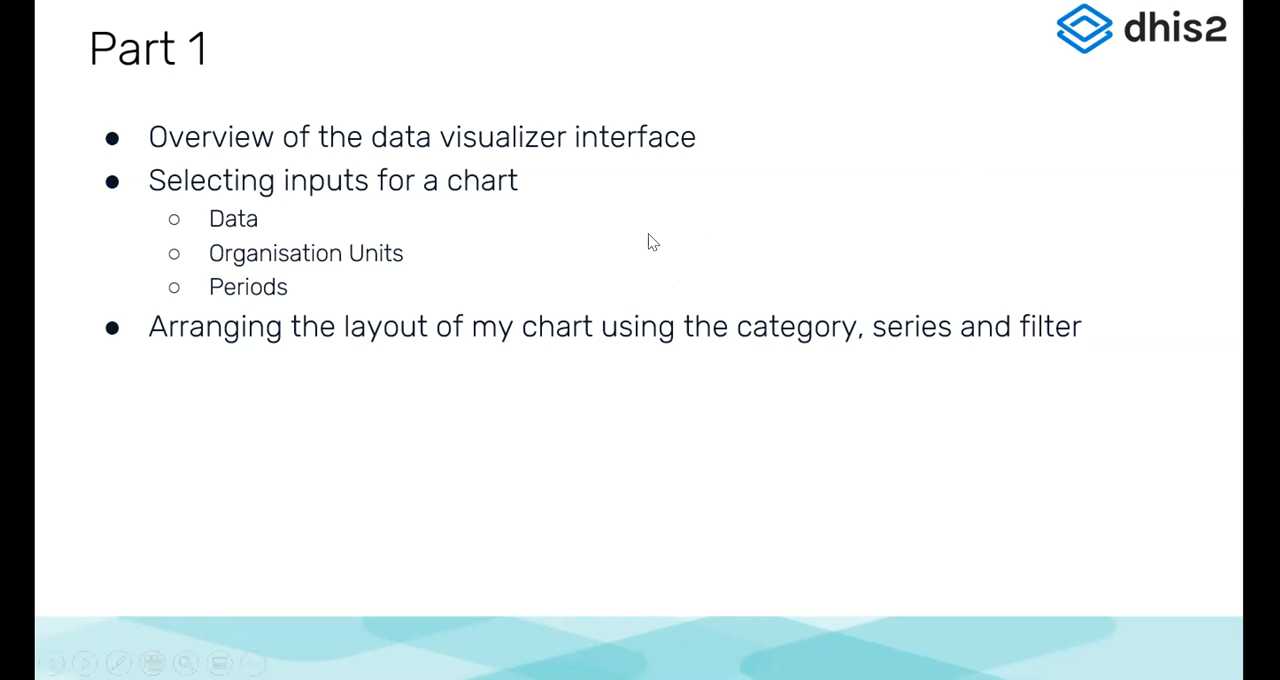 dhis2
Part 1
● Overview of the data visualizer interface
● Selecting inputs for a chart
○ Data
○ Organisation Units
○ Periods
● Arranging the layout of my chart using the category, series and filter